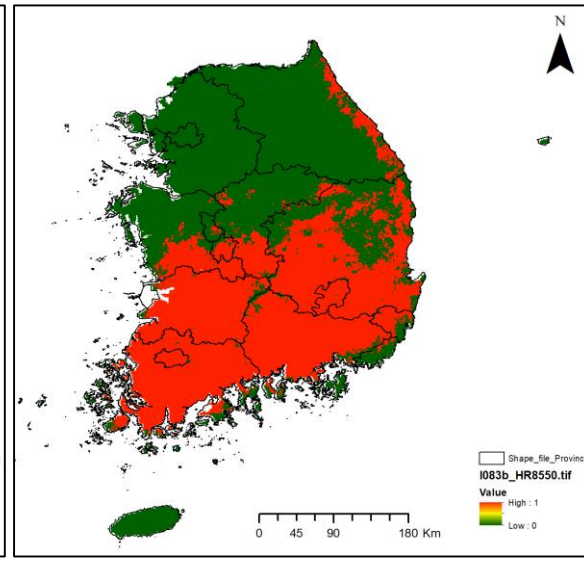 N
Shape_file_Provinc
I083b_HR8550.tif
Value
High : 1
Low : 0
0 45 90 180 Km